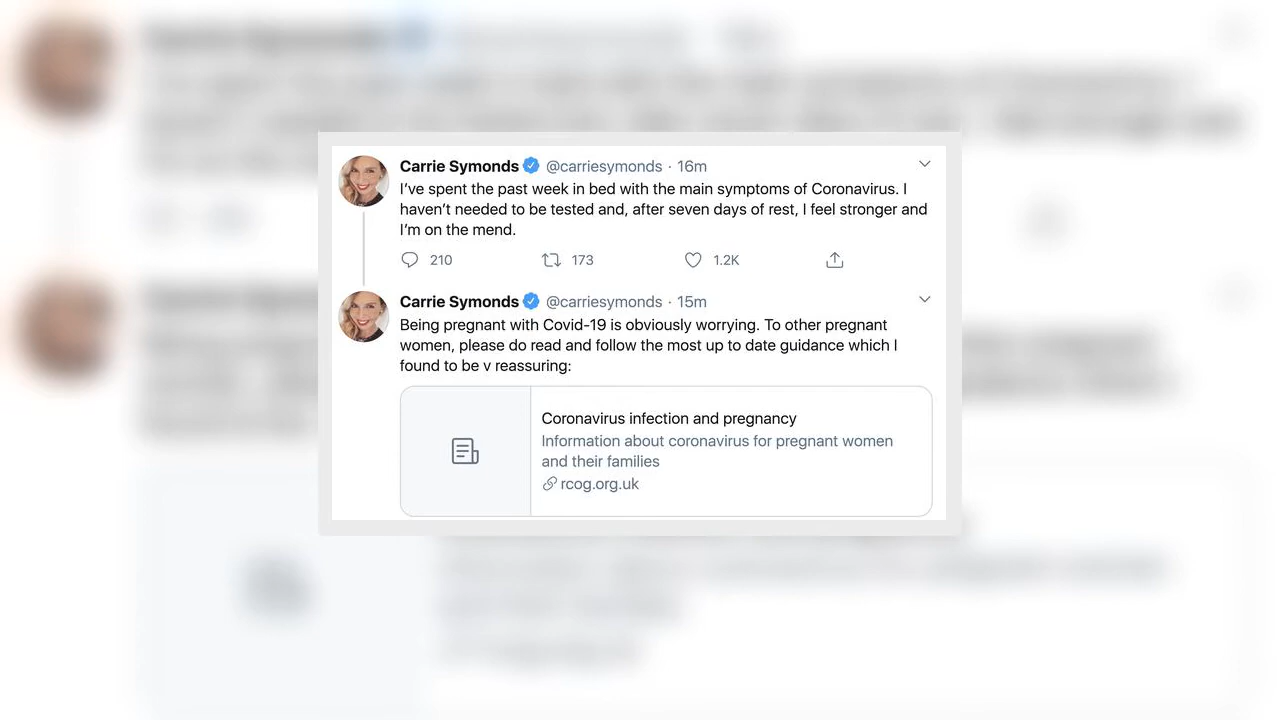 Carrie Symonds @carriesymonds · 16m
I’ve spent the past week in bed with the main symptoms of Coronavirus. I
haven’t needed to be tested and, after seven days of rest, I feel stronger and
I’m on the mend.
210 173 1.2K
Carrie Symonds @carriesymonds · 15m
Being pregnant with Covid-19 is obviously worrying. To other pregnant
women, please do read and follow the most up to date guidance which I
found to be v reassuring:
Coronavirus infection and pregnancy
Information about coronavirus for pregnant women
and their families
rcog.org.uk